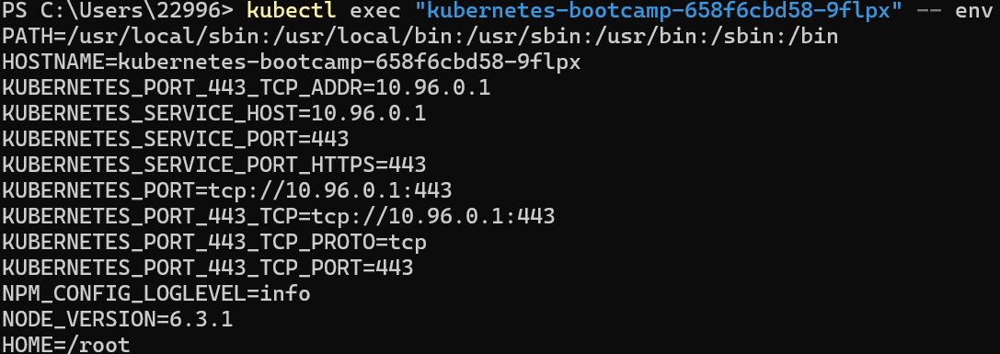 PS C:\Users\22996> kubectl exec "kubernetes-bootcamp-658f6cbd58-9flpx" -- env
PATH=/usr/local/sbin:/usr/local/bin:/usr/sbin:/usr/bin:/sbin:/bin
HOSTNAME=kubernetes-bootcamp-658f6cbd58-9flpx
KUBERNETES_PORT_443_TCP_ADDR=10.96.0.1
KUBERNETES_SERVICE_HOST=10.96.0.1
KUBERNETES_SERVICE_PORT=443
KUBERNETES_SERVICE_PORT_HTTPS=443
KUBERNETES_PORT=tcp://10.96.0.1:443
KUBERNETES_PORT_443_TCP=tcp://10.96.0.1:443
KUBERNETES_PORT_443_TCP_PROTO=tcp
KUBERNETES_PORT_443_TCP_PORT=443
NPM_CONFIG_LOGLEVEL=info
NODE_VERSION=6.3.1
HOME=/root